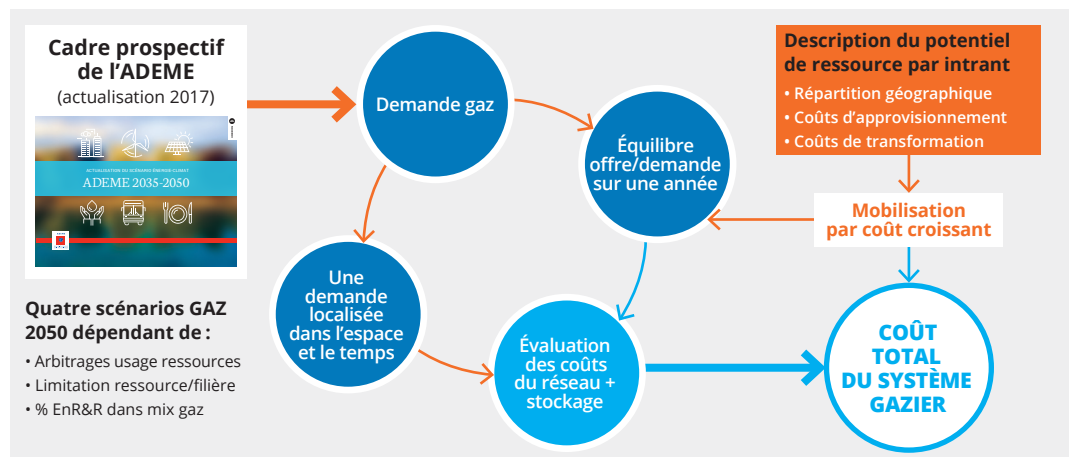 Cadre prospectif
de l’ADEME
(actualisation 2017)
ACTUALISATION DU SCÉNARIO ÉNERGIE-CLIMAT
ADEME 2035-2050
Quatre scénarios GAZ
2050 dépendant de :
• Arbitrages usage ressources
• Limitation ressource/filière
• % EnR&R dans mix gaz
Demande gaz
Équilibre
offre/demande
sur une année
Une
demande
localisée
dans l’espace
et le temps
Évaluation
des coûts
du réseau +
stockage
Description du potentiel
de ressource par intrant
• Répartition géographique
• Coûts d’approvisionnement
• Coûts de transformation
Mobilisation
par coût croissant
COÛT
TOTAL
DU SYSTÈME
GAZIER